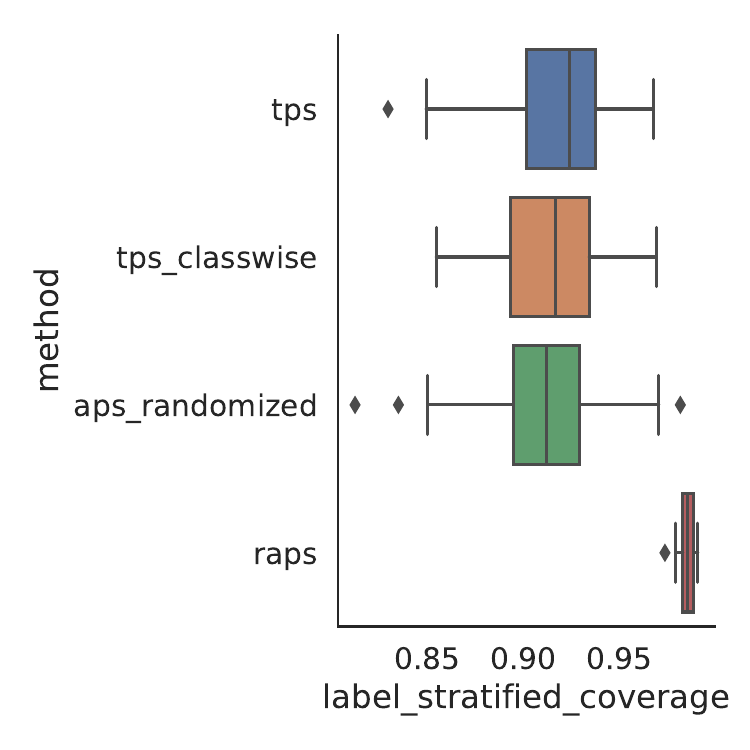 method
tps
tps_classwise
aps_randomized
raps
0.85 0.90 0.95
label_stratified_coverage